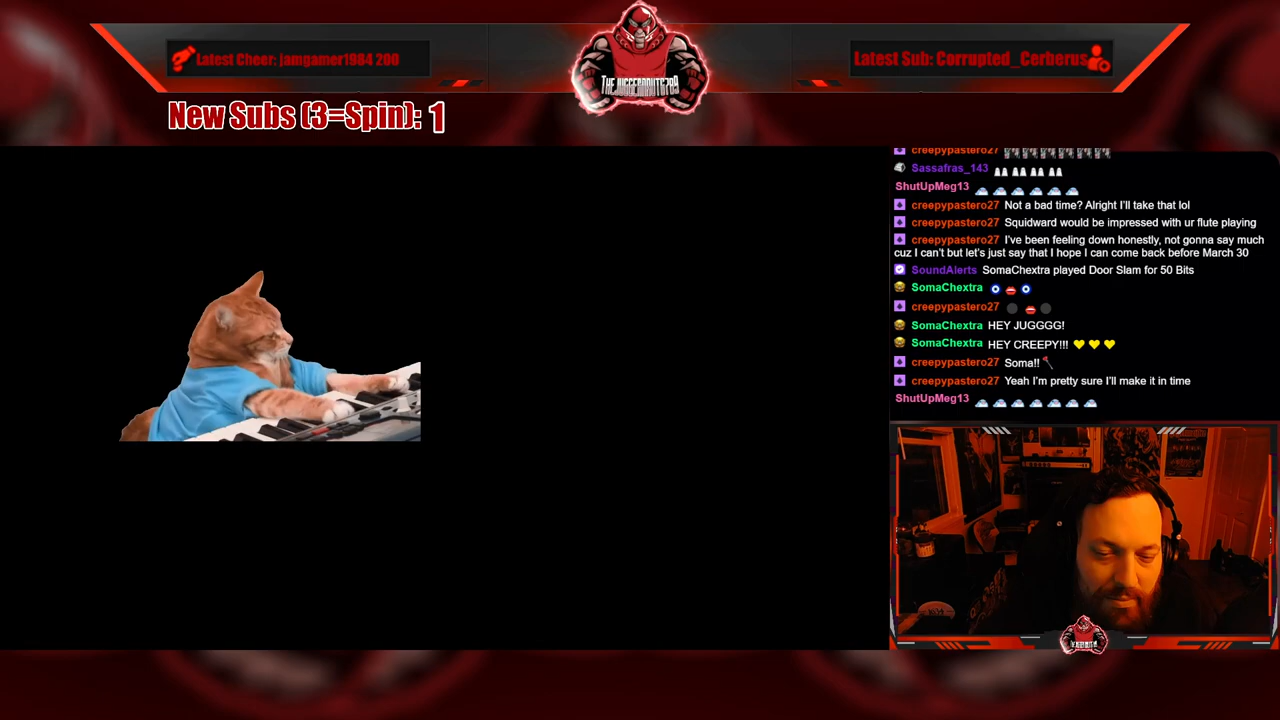 Latest Cheer: jamgamer1984 200
THEJUGGERNAUT6789
Latest Sub: Corrupted_Cerberus
New Subs (3=Spin): 1
creepypastero27
Sassafras_143
ShutUpMeg13
creepypastero27 Not a bad time? Alright I'll take that lol
creepypastero27 Squidward would be impressed with ur flute playing
creepypastero27 I've been feeling down honestly, not gonna say much
cuz I can't but let's just say that I hope I can come back before March 30
SoundAlerts SomaChextra played Door Slam for 50 Bits
SomaChextra
creepypastero27
SomaChextra HEY JUGGGG!
SomaChextra HEY CREEPY!!!
creepypastero27 Soma!!
creepypastero27 Yeah I'm pretty sure I'll make it in time
ShutUpMeg13